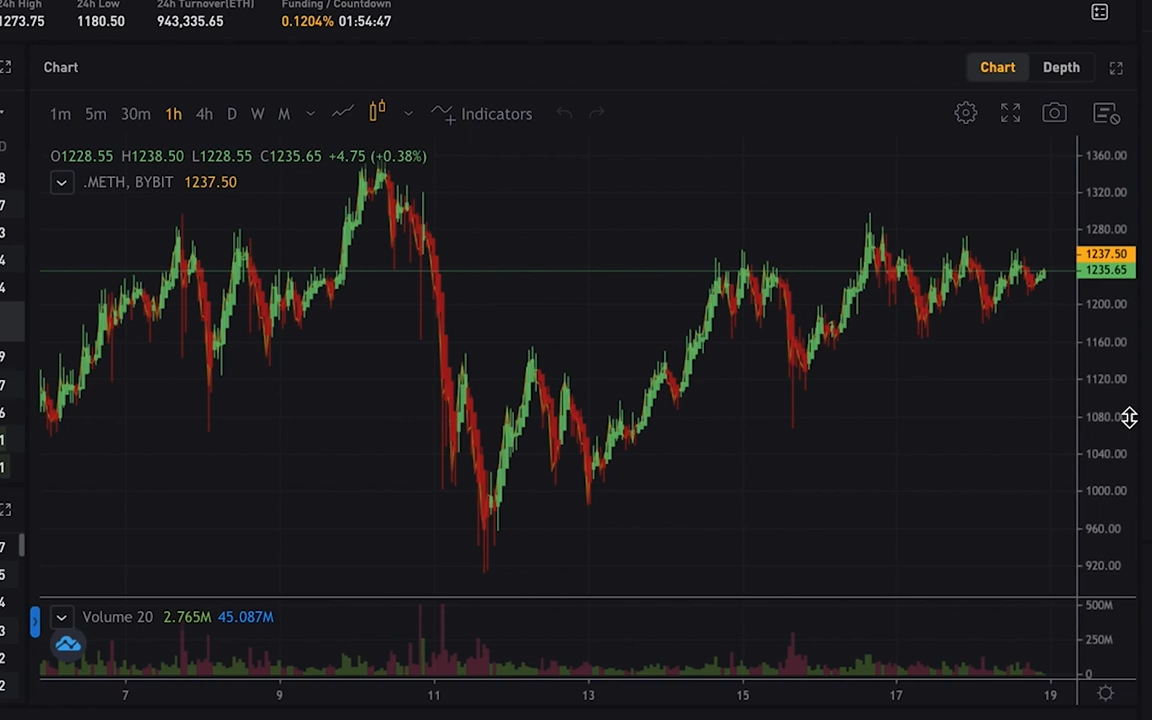 24h High 24h Low 24h Turnover(ETH) Funding / Countdown
1273.75 1180.50 943,335.65 0.1204% 01:54:47
Chart Chart Depth
1m 5m 30m 1h 4h D W M Indicators
O1228.55 H1238.50 L1228.55 C1235.65 +4.75 (+0.38%)
.METH, BYBIT 1237.50
1360.00
1320.00
1280.00
1237.50
1235.65
1200.00
1160.00
1120.00
1080.00
1040.00
1000.00
960.00
920.00
Volume 20 2.765M 45.087M
500M
250M
0
7 9 11 13 15 17 19